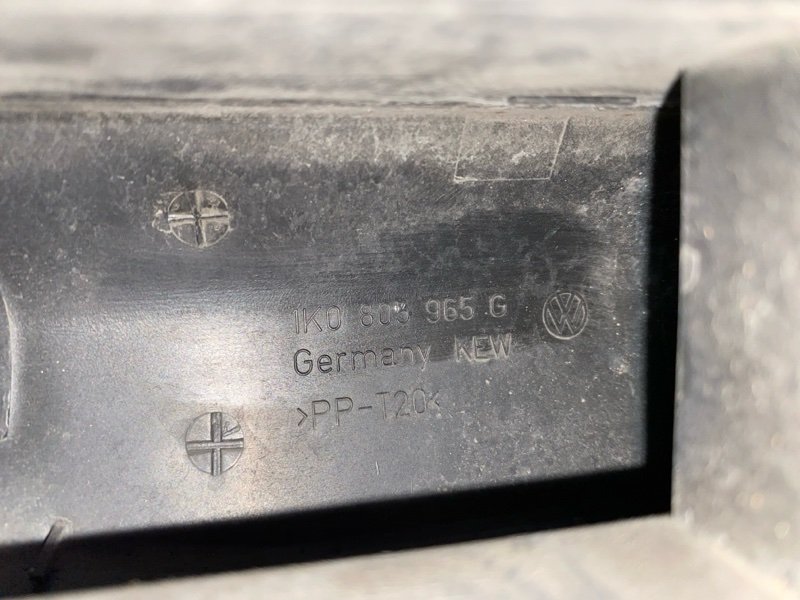 1K0 805 965 G
Germany KEW
>PP-T20<